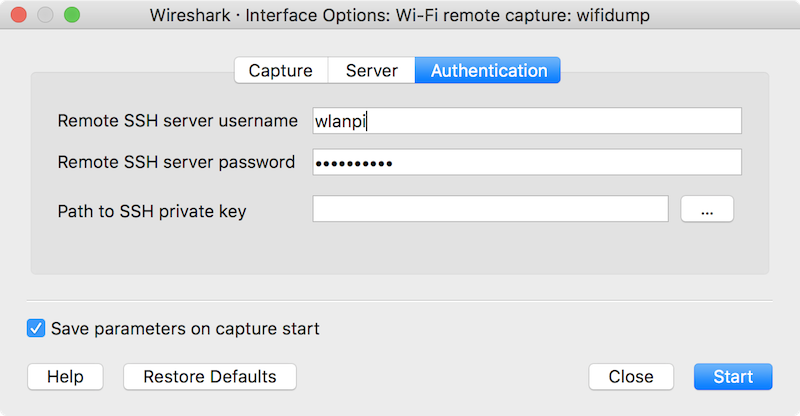 Wireshark · Interface Options: Wi-Fi remote capture: wifidump
Capture Server Authentication
Remote SSH server username wlanpi
Remote SSH server password ••••••••••
Path to SSH private key ...
Save parameters on capture start
Help Restore Defaults Close Start